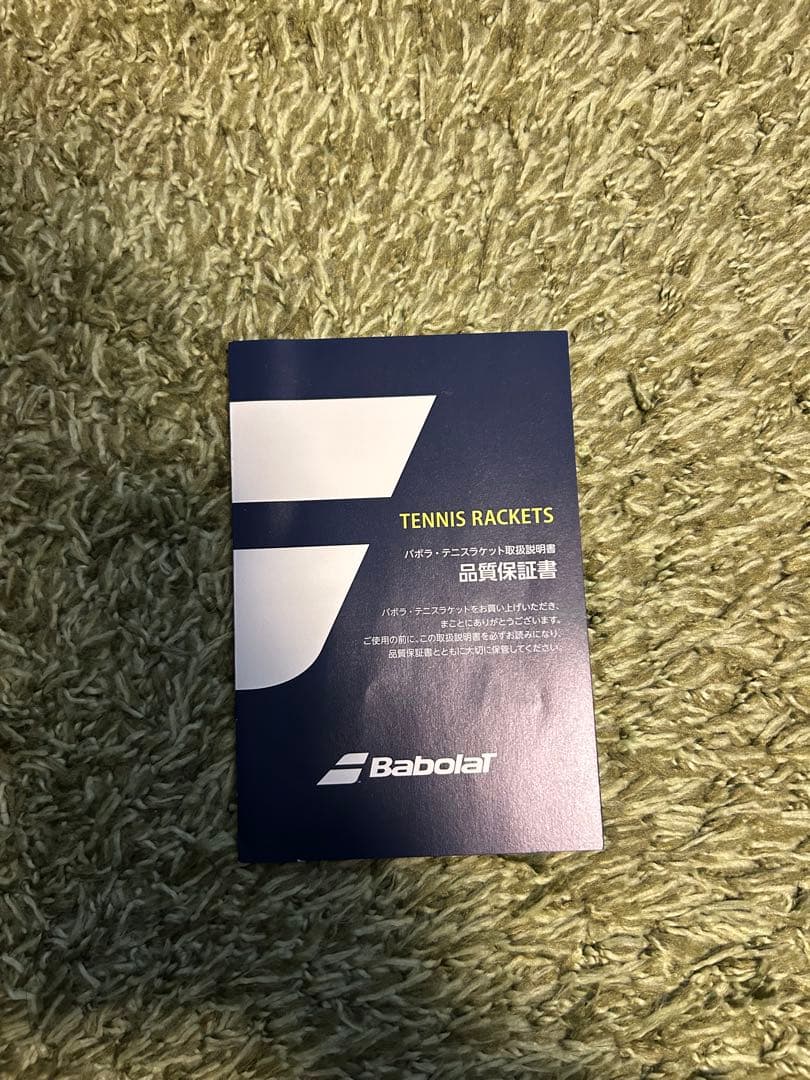 TENNIS RACKETS
バボラ・テニスラケット取扱説明書
品質保証書
バボラ・テニスラケットをお買い上げいただき、
まことにありがとうございます。
ご使用の前に、この取扱説明書を必ずお読みになり、
品質保証書とともに大切に保管してください。
Babolat